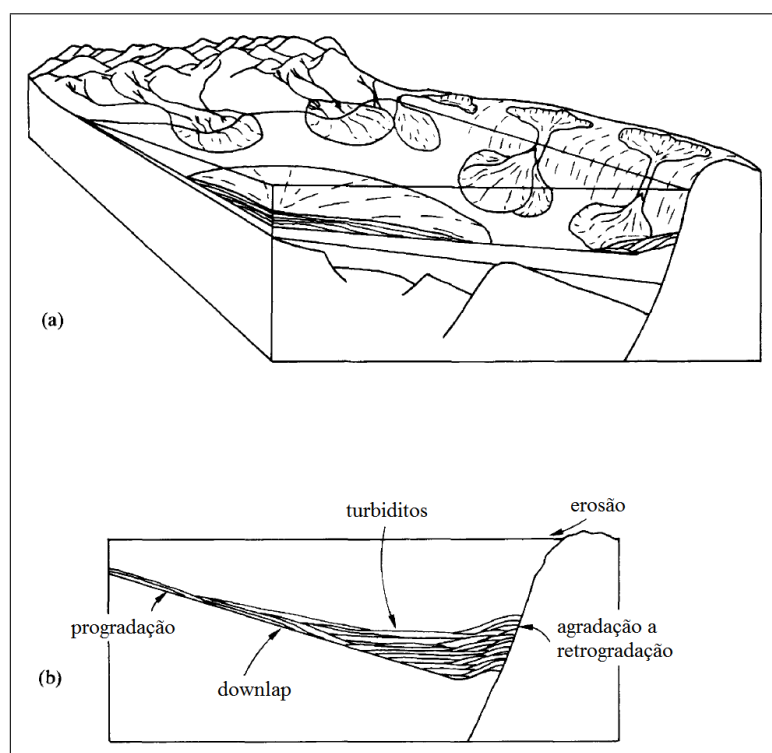 (a)
turbiditos
erosão
progradação
agradação a
retrogradação
downlap
(b)